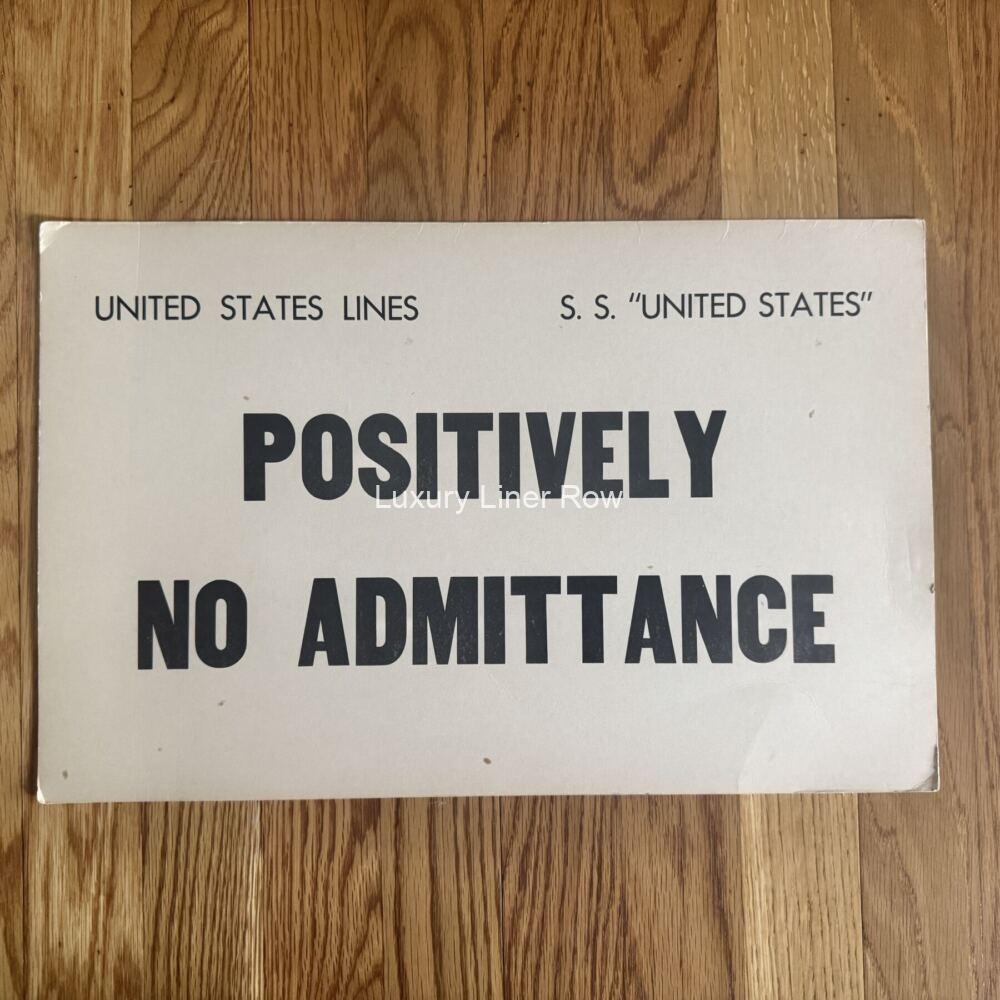 UNITED STATES LINES S. S. "UNITED STATES"
POSITIVELY
Luxury Liner Row
NO ADMITTANCE